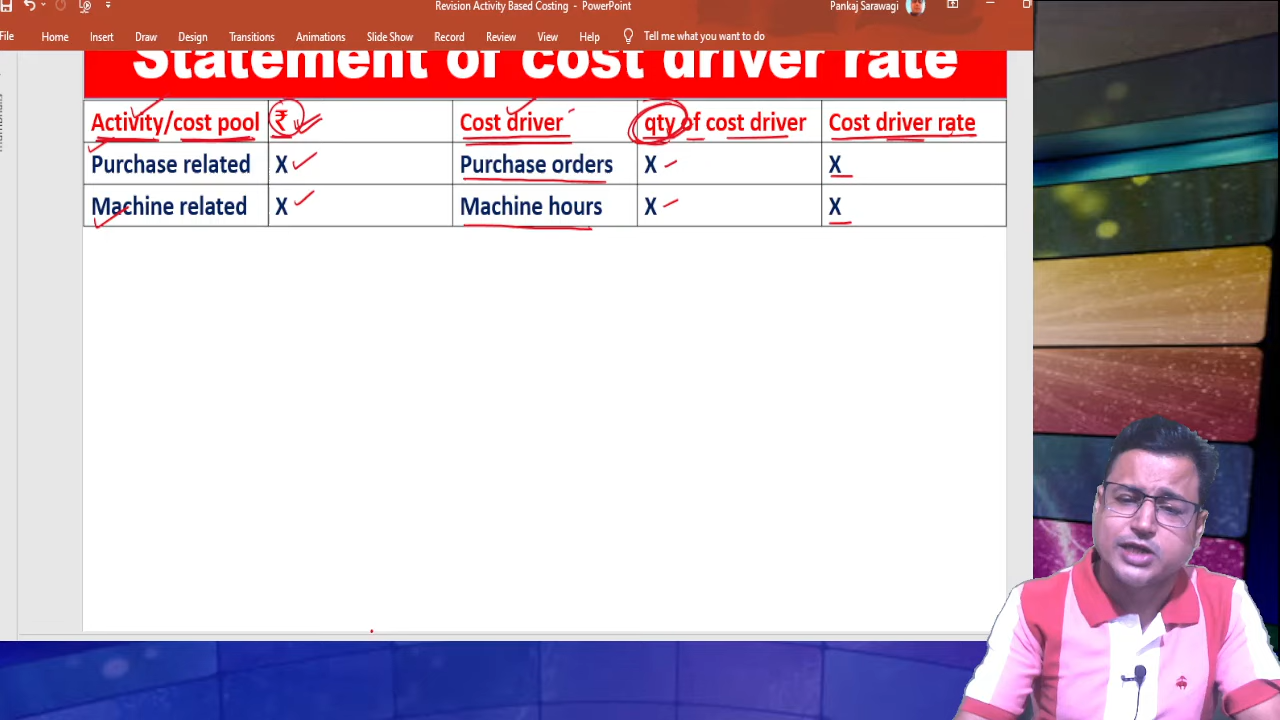 Revision Activity Based Costing - PowerPoint
Pankaj Sarawagi
File Home Insert Draw Design Transitions Animations Slide Show Record Review View Help Tell me what you want to do
Statement of cost driver rate
Activity/cost pool ₹ Cost driver qty of cost driver Cost driver rate
Purchase related X Purchase orders X X
Machine related X Machine hours X X